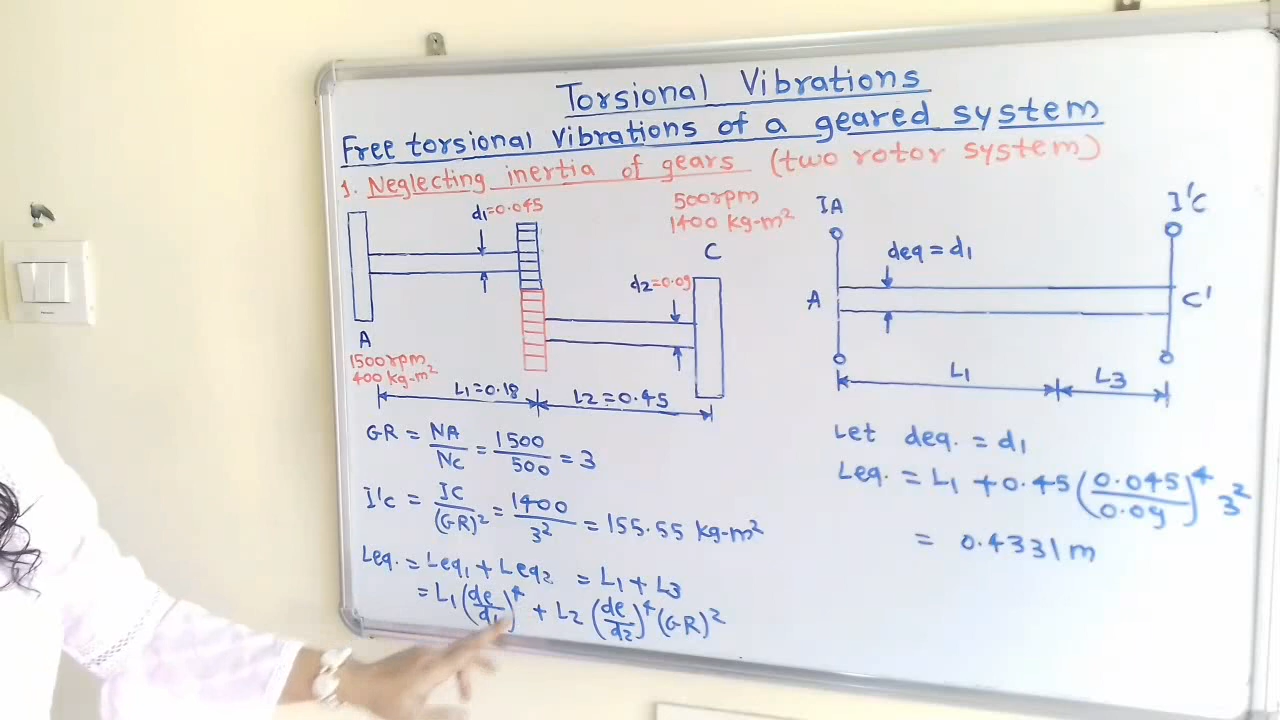 Torsional Vibrations
Free torsional vibrations of a geared system
1. Neglecting inertia of gears (two rotor system)
d1=0.045
500rpm
1400 kg-m²
C
d2=0.09
A
1500rpm
400 kg-m²
L1=0.18
L2=0.45
IA
I'C
deq=d1
A
C'
L1
L3
GR = NA/NC = 1500/500 = 3
I'C = IC/(GR)² = 1400/3² = 155.55 kg-m²
Leq. = Leq1 + Leq2 = L1 + L3
= L1(de/d1)⁴ + L2(de/d2)⁴(GR)²
Let deq. = d1
Leq. = L1 + 0.45(0.045/0.09)⁴ 3²
= 0.4331m